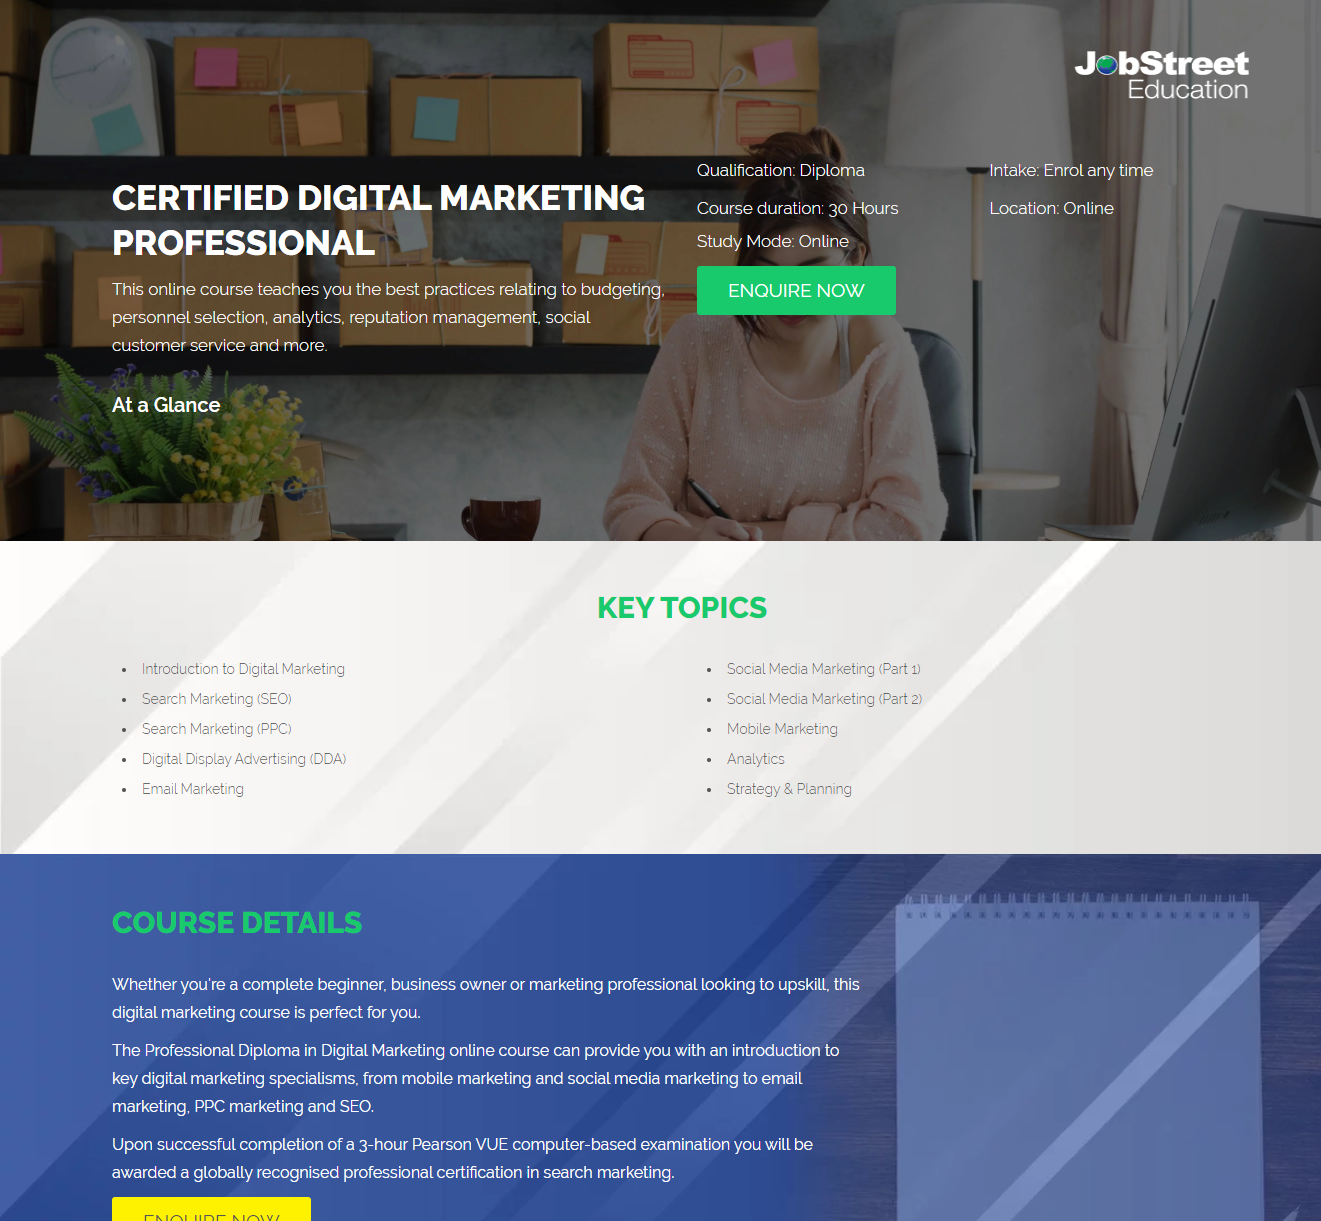 JobStreet
Education
CERTIFIED DIGITAL MARKETING
PROFESSIONAL
This online course teaches you the best practices relating to budgeting,
personnel selection, analytics, reputation management, social
customer service and more.
At a Glance
Qualification: Diploma
Intake: Enrol any time
Course duration: 30 Hours
Location: Online
Study Mode: Online
ENQUIRE NOW
KEY TOPICS
Introduction to Digital Marketing
Search Marketing (SEO)
Search Marketing (PPC)
Digital Display Advertising (DDA)
Email Marketing
Social Media Marketing (Part 1)
Social Media Marketing (Part 2)
Mobile Marketing
Analytics
Strategy & Planning
COURSE DETAILS
Whether you're a complete beginner, business owner or marketing professional looking to upskill, this
digital marketing course is perfect for you.
The Professional Diploma in Digital Marketing online course can provide you with an introduction to
key digital marketing specialisms, from mobile marketing and social media marketing to email
marketing, PPC marketing and SEO.
Upon successful completion of a 3-hour Pearson VUE computer-based examination you will be
awarded a globally recognised professional certification in search marketing.
ENQUIRE NOW